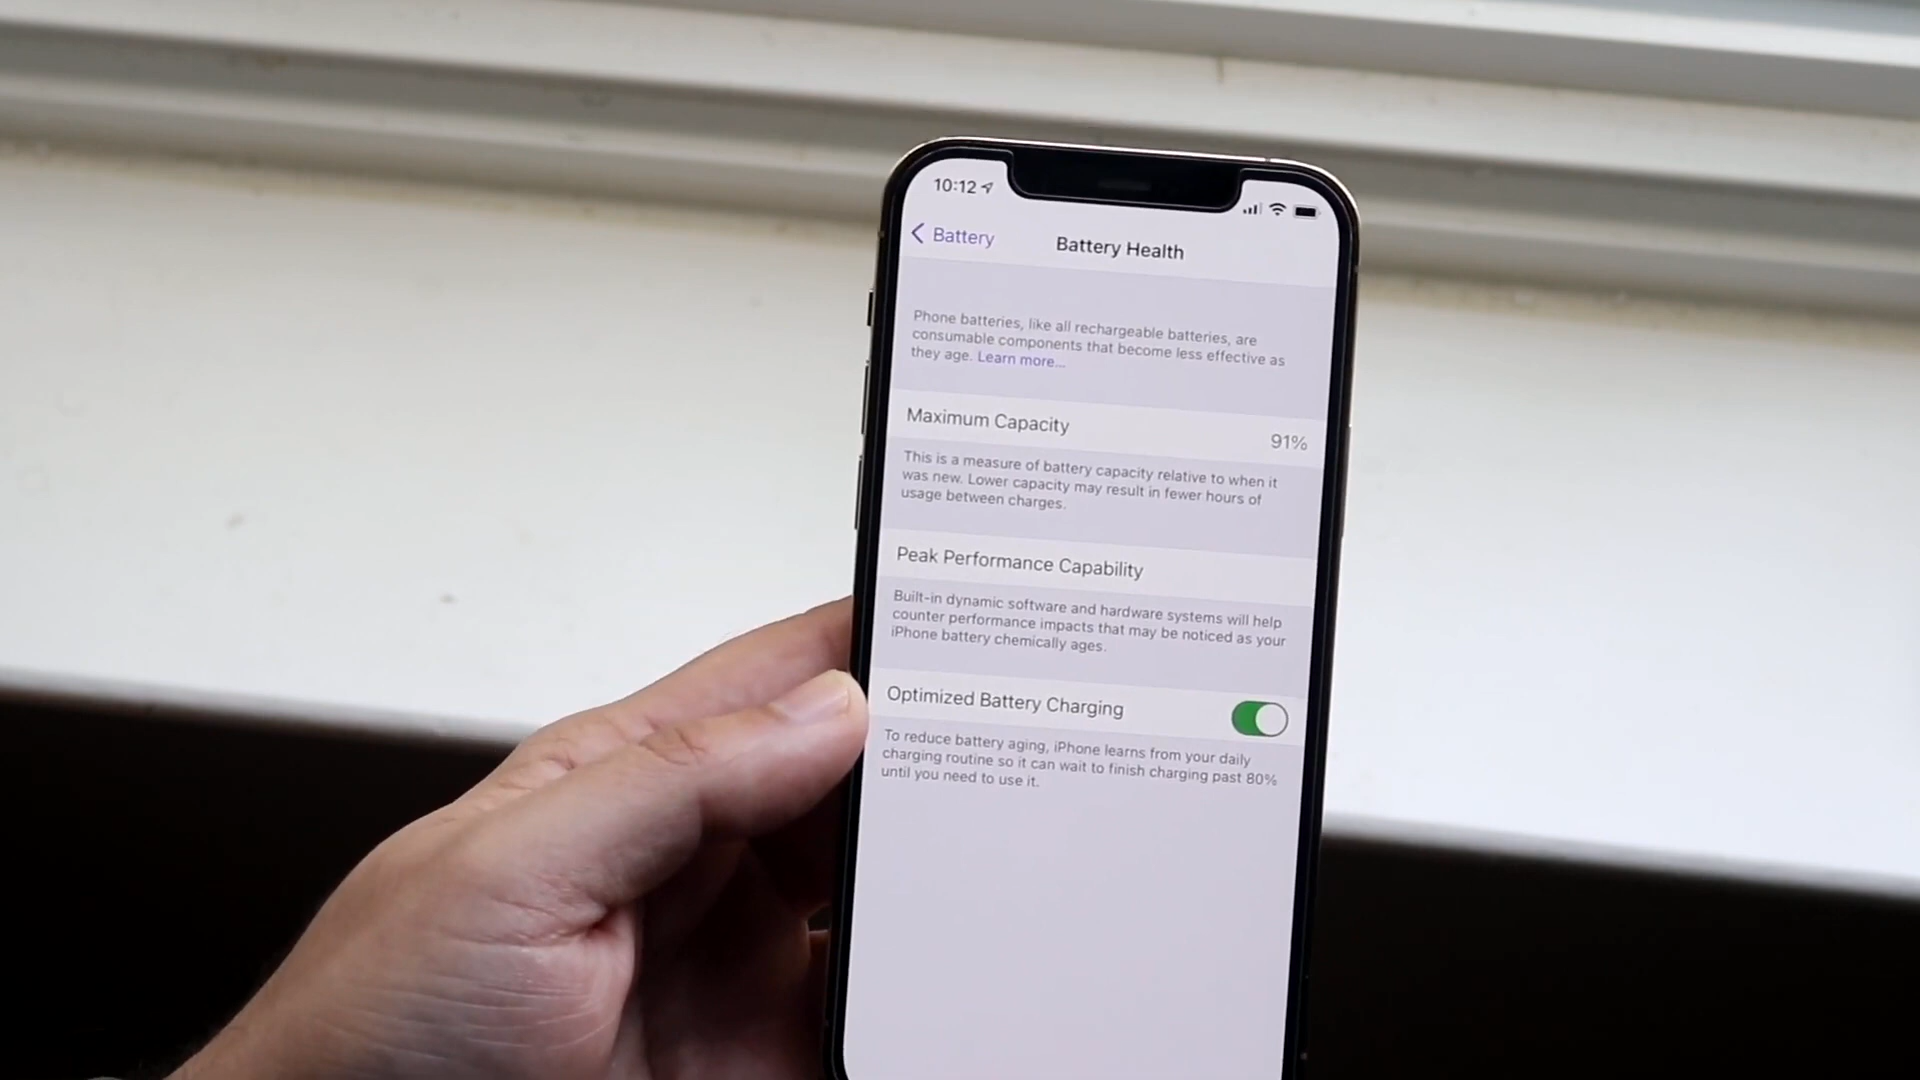 10:12
Battery
Battery Health
Phone batteries, like all rechargeable batteries, are
consumable components that become less effective as
they age. Learn more...
Maximum Capacity
91%
This is a measure of battery capacity relative to when it
was new. Lower capacity may result in fewer hours of
usage between charges.
Peak Performance Capability
Built-in dynamic software and hardware systems will help
counter performance impacts that may be noticed as your
iPhone battery chemically ages.
Optimized Battery Charging
To reduce battery aging, iPhone learns from your daily
charging routine so it can wait to finish charging past 80%
until you need to use it.